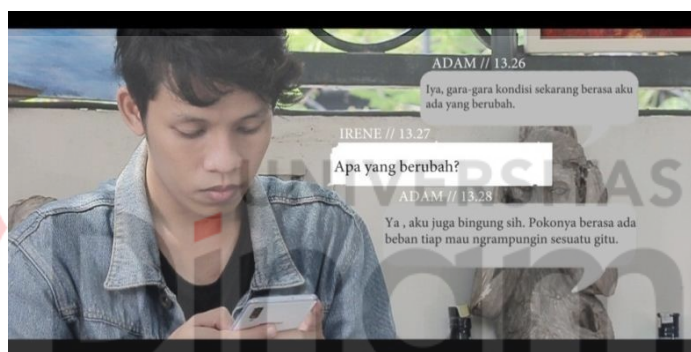 ADAM // 13.26
Iya, gara-gara kondisi sekarang berasa aku
ada yang berubah.
IRENE // 13.27
Apa yang berubah?
ADAM // 13.28
Ya , aku juga bingung sih. Pokonya berasa ada
beban tiap mau ngrampungin sesuatu gitu.
UNIVERSITAS
Dinam